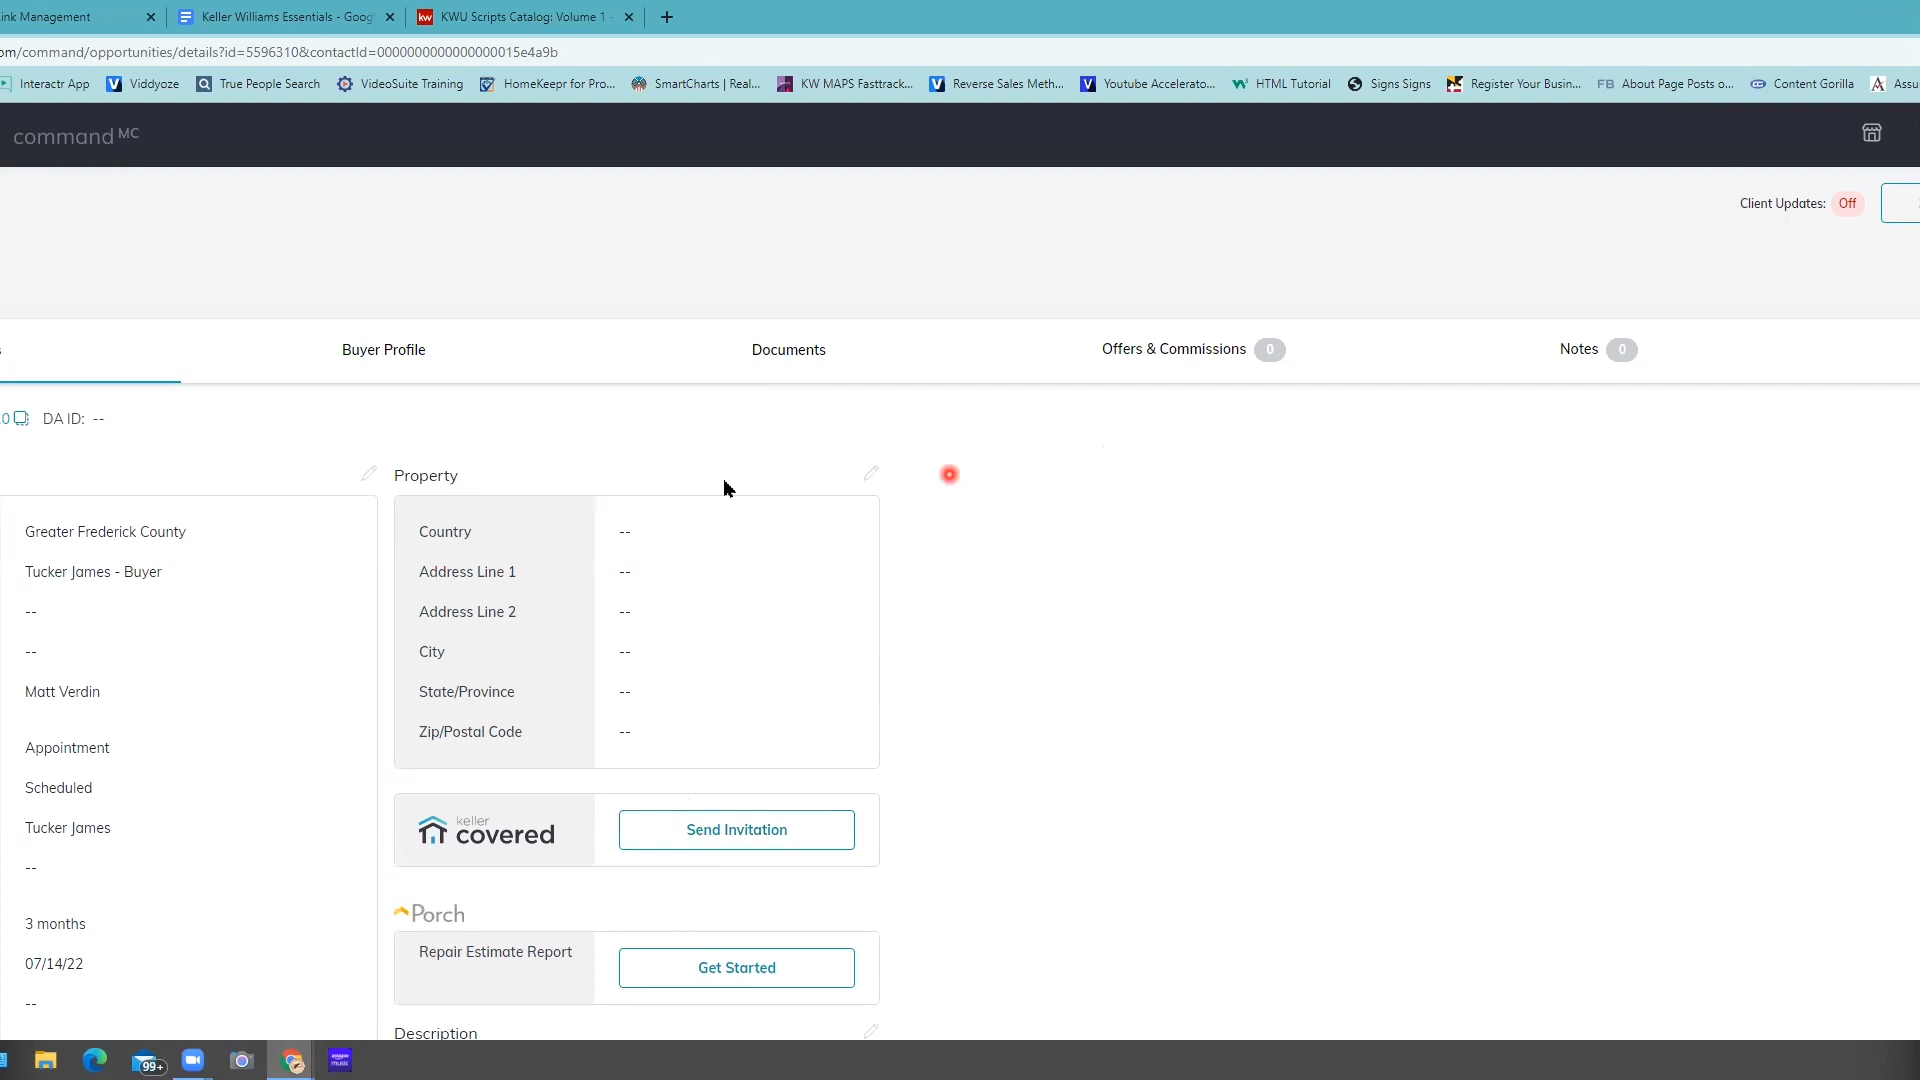 ink Management
Keller Williams Essentials - Goog
KWU Scripts Catalog: Volume 1 -
om/command/opportunities/details?id=5596310&contactId=0000000000000000015e4a9b
Interactr App
Viddyoze
True People Search
VideoSuite Training
HomeKeepr for Pro...
SmartCharts | Real...
KW MAPS Fasttrack...
Reverse Sales Meth...
Youtube Accelerato...
HTML Tutorial
Signs Signs
Register Your Busin...
FB About Page Posts o...
Content Gorilla
Assu
command MC
Client Updates: Off
Buyer Profile
Documents
Offers & Commissions 0
Notes 0
0 DA ID: --
Property
Greater Frederick County
Tucker James - Buyer
--
--
Matt Verdin
Appointment
Scheduled
Tucker James
--
3 months
07/14/22
--
Country --
Address Line 1 --
Address Line 2 --
City --
State/Province --
Zip/Postal Code --
keller
covered
Send Invitation
Porch
Repair Estimate Report
Get Started
Description
99+
amazon
music